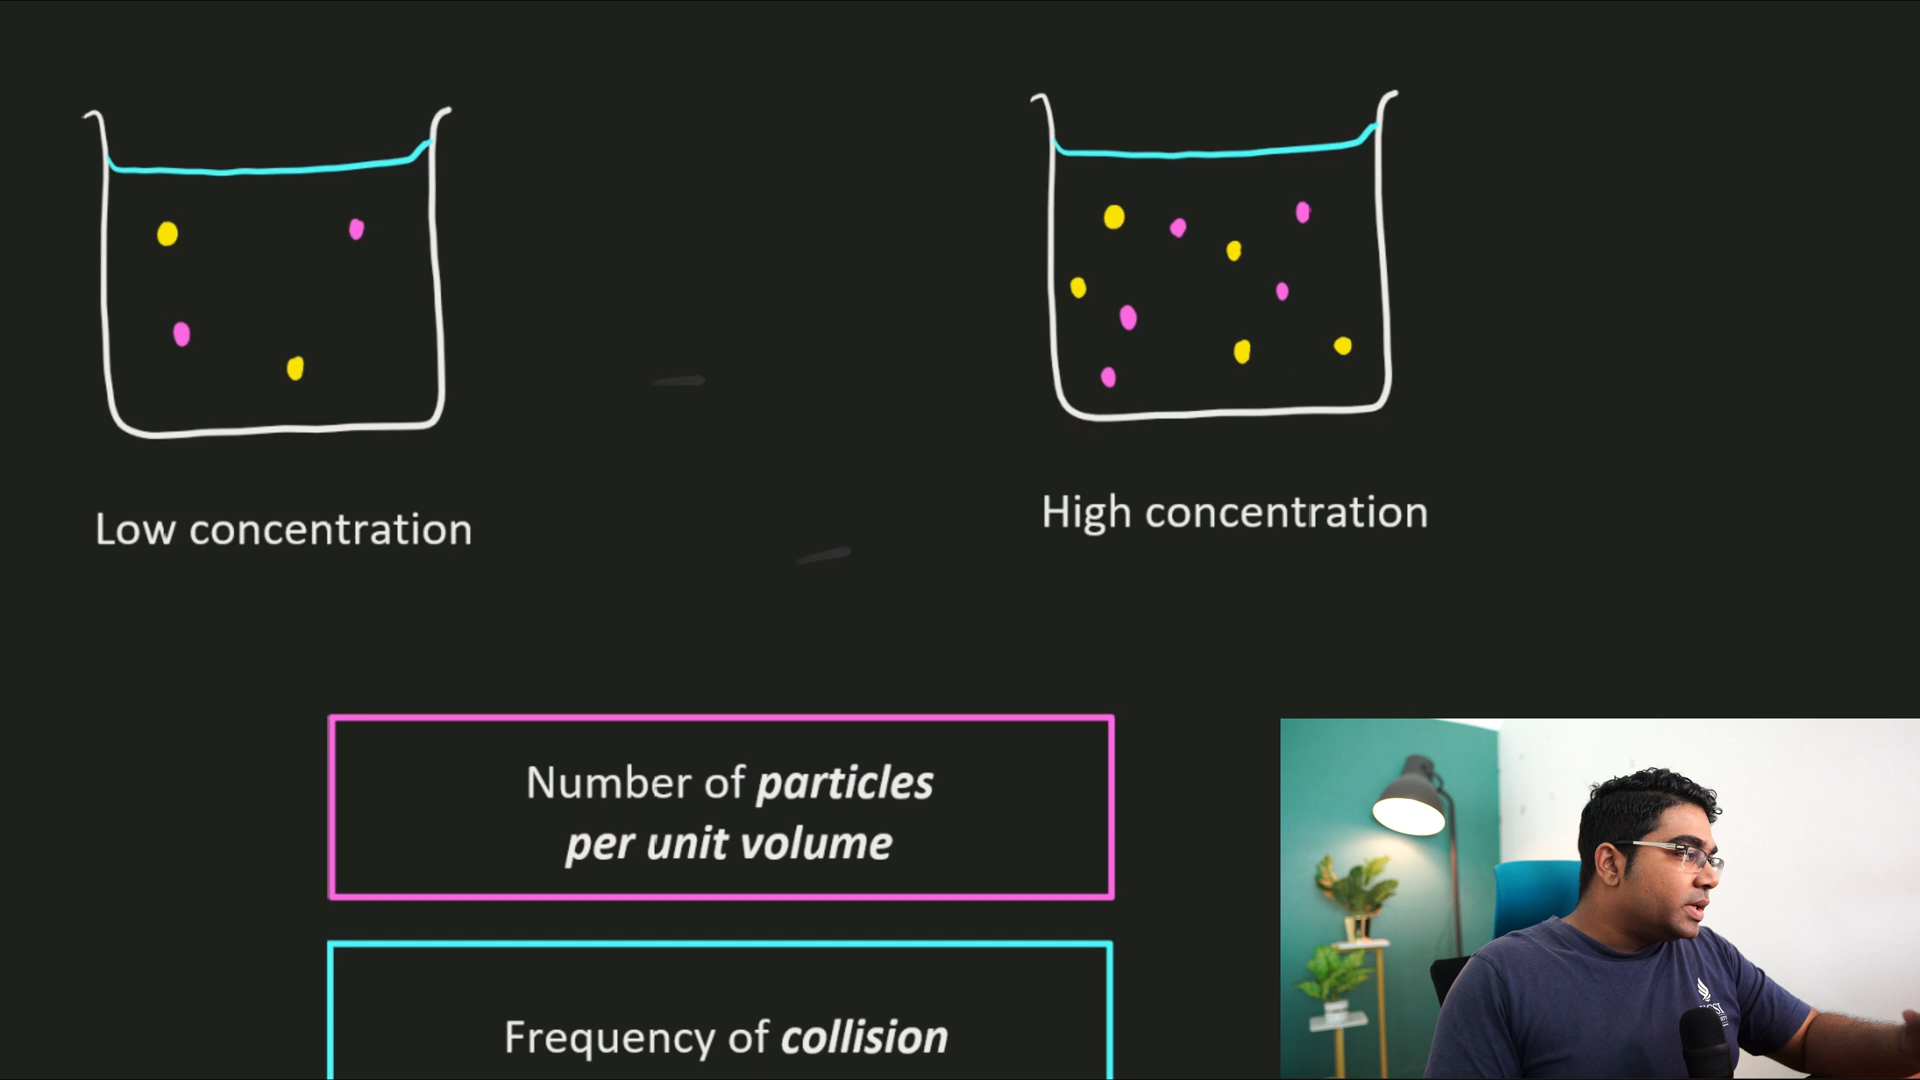 Low concentration
High concentration
Number of particles
per unit volume
Frequency of collision